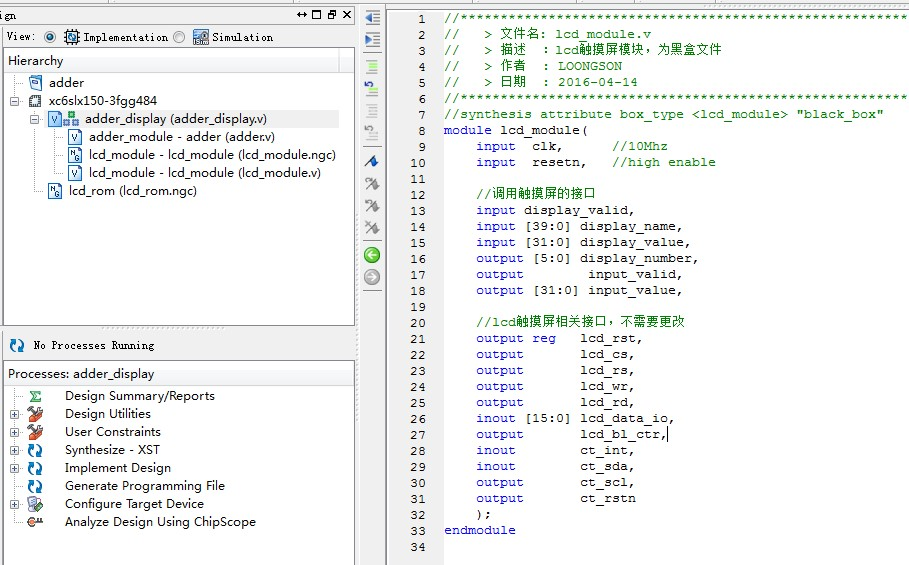 ign
View: Implementation Simulation
Hierarchy
adder
xc6slx150-3fgg484
adder_display (adder_display.v)
adder_module - adder (adder.v)
lcd_module - lcd_module (lcd_module.ngc)
lcd_module - lcd_module (lcd_module.v)
lcd_rom (lcd_rom.ngc)
No Processes Running
Processes: adder_display
Design Summary/Reports
Design Utilities
User Constraints
Synthesize - XST
Implement Design
Generate Programming File
Configure Target Device
Analyze Design Using ChipScope
1 //*********************************************************
2 //   > 文件名: lcd_module.v
3 //   > 描述  ：lcd触摸屏模块，为黑盒文件
4 //   > 作者  : LOONGSON
5 //   > 日期  : 2016-04-14
6 //*********************************************************
7 //synthesis attribute box_type <lcd_module> "black_box"
8 module lcd_module(
9     input  clk,      //10Mhz
10     input  resetn,   //high enable
11
12     //调用触摸屏的接口
13     input display_valid,
14     input [39:0] display_name,
15     input [31:0] display_value,
16     output [5:0] display_number,
17     output        input_valid,
18     output [31:0] input_value,
19
20     //lcd触摸屏相关接口，不需要更改
21     output reg   lcd_rst,
22     output       lcd_cs,
23     output       lcd_rs,
24     output       lcd_wr,
25     output       lcd_rd,
26     inout [15:0] lcd_data_io,
27     output       lcd_bl_ctr,
28     inout        ct_int,
29     inout        ct_sda,
30     output       ct_scl,
31     output       ct_rstn
32     );
33 endmodule
34